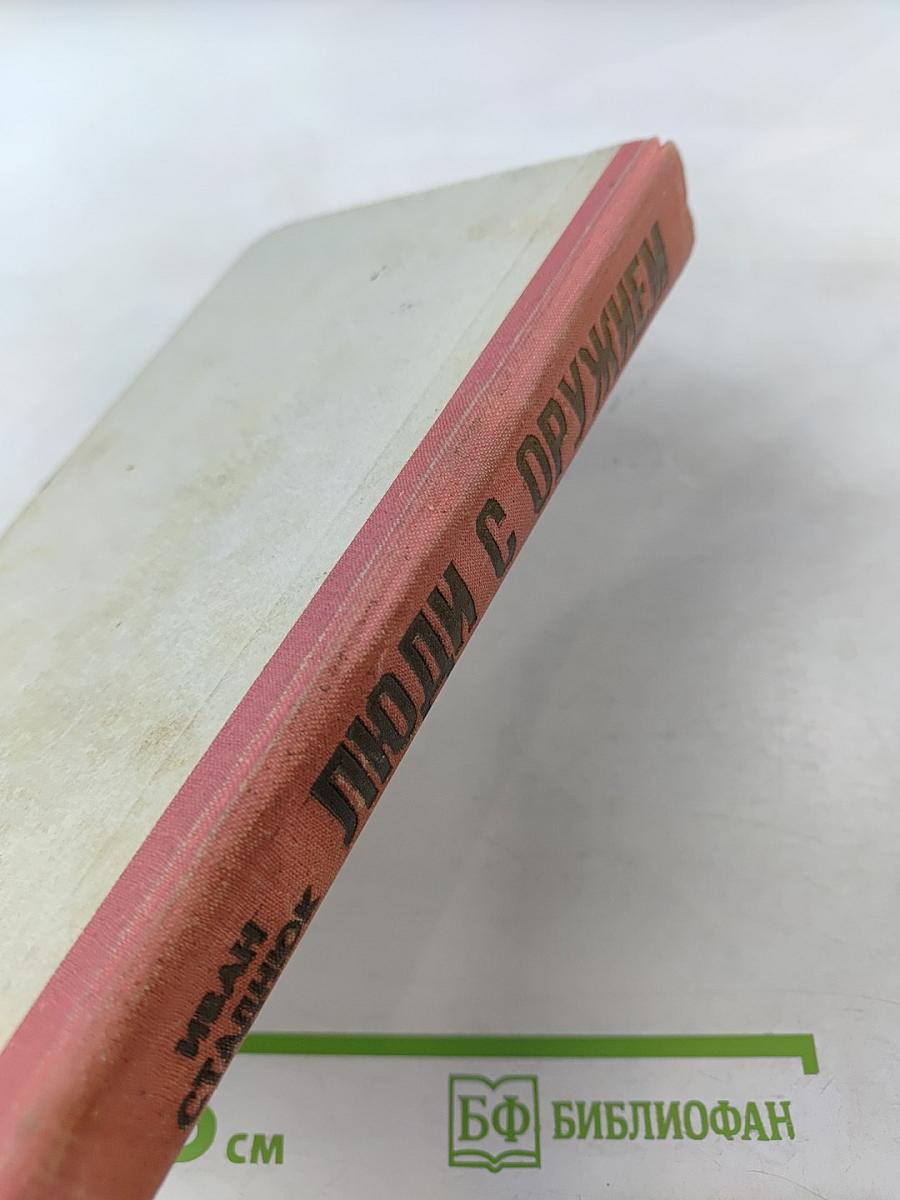 ИВАН
СТАДНЮК
ЛЮДИ С ОРУЖИЕМ
см
БФ БИБЛИОФАН